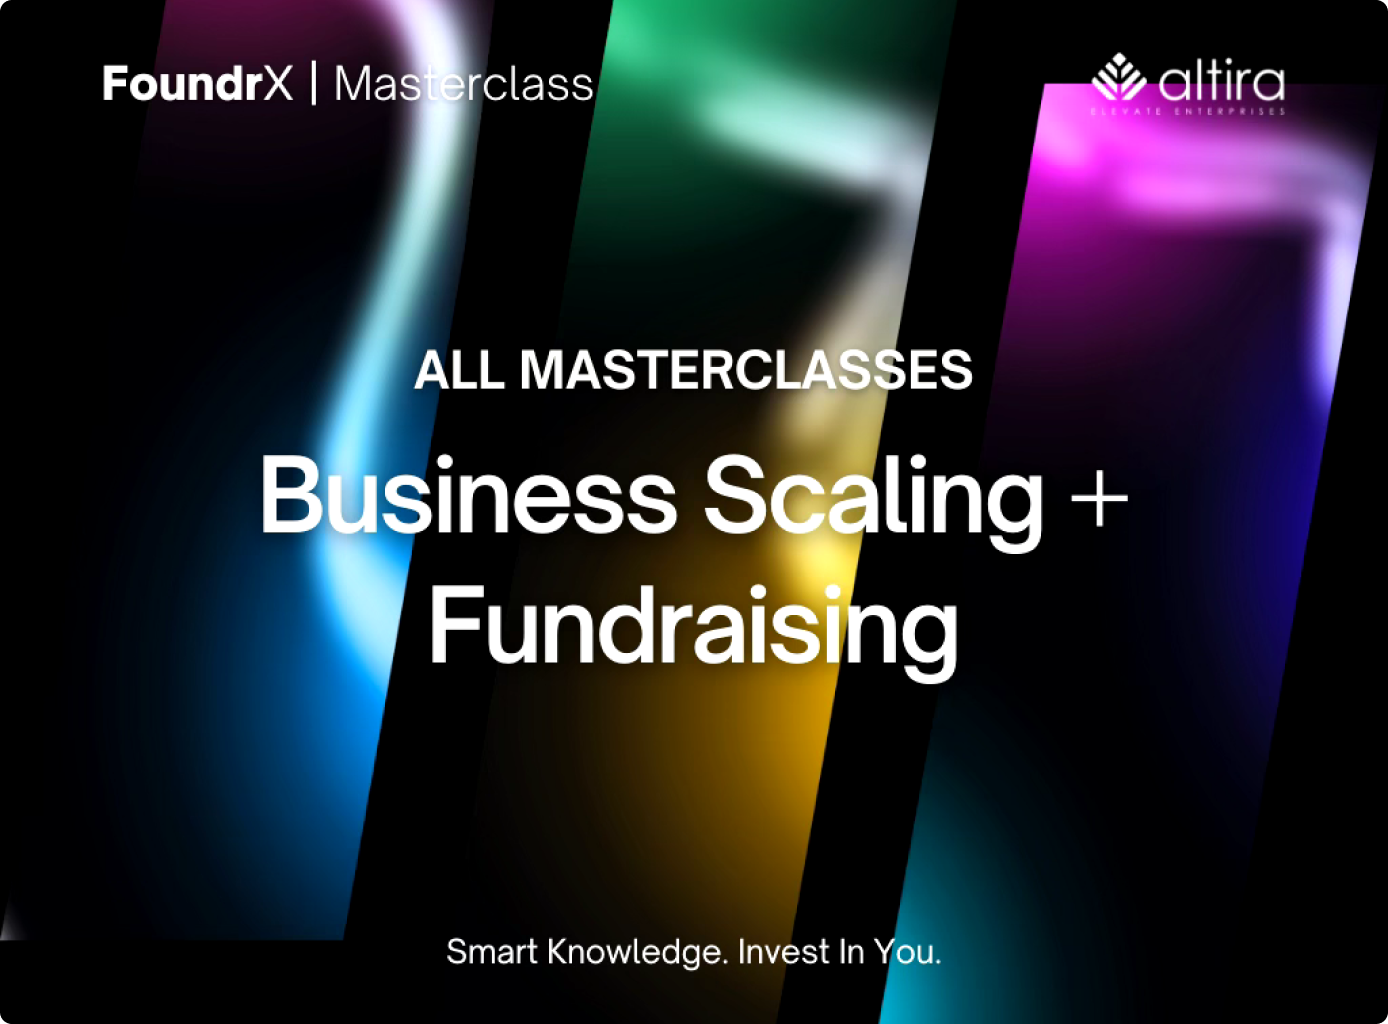 FoundrX | Masterclass
altira
ELEVATE ENTERPRISES
ALL MASTERCLASSES
Business Scaling +
Fundraising
Smart Knowledge. Invest In You.